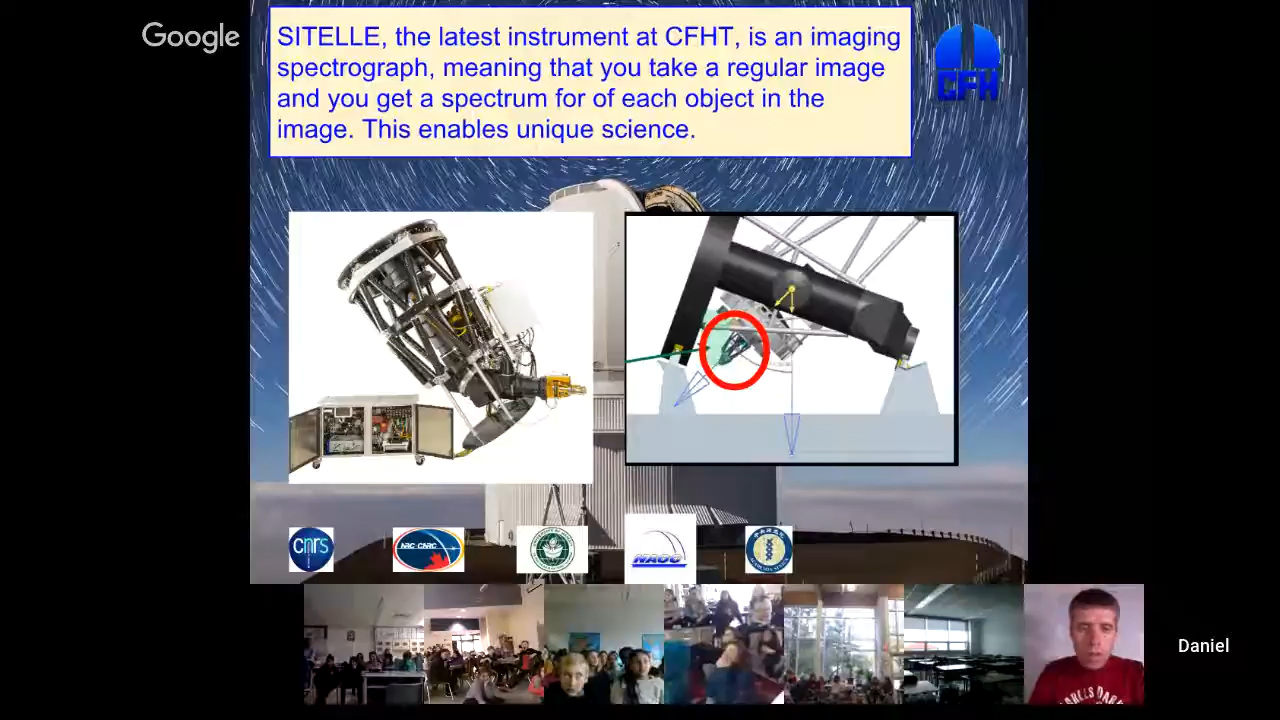 Google
SITELLE, the latest instrument at CFHT, is an imaging
spectrograph, meaning that you take a regular image
and you get a spectrum for of each object in the
image. This enables unique science.
CFH
cnrs
NRC·CNRC
NAOC
Daniel